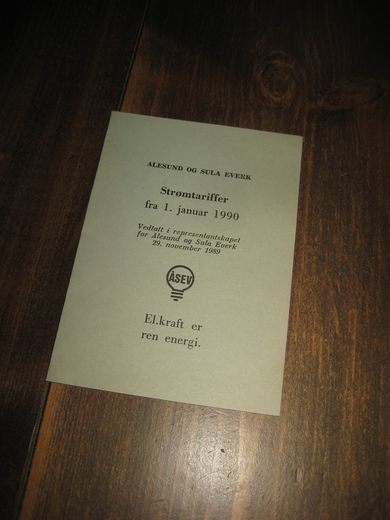 ÅLESUND OG SULA EVERK
Strømtariffer
fra 1. januar 1990
Vedtatt i representantskapet
for Ålesund og Sula Everk
29. november 1989
ÅSEV
El.kraft er
ren energi.